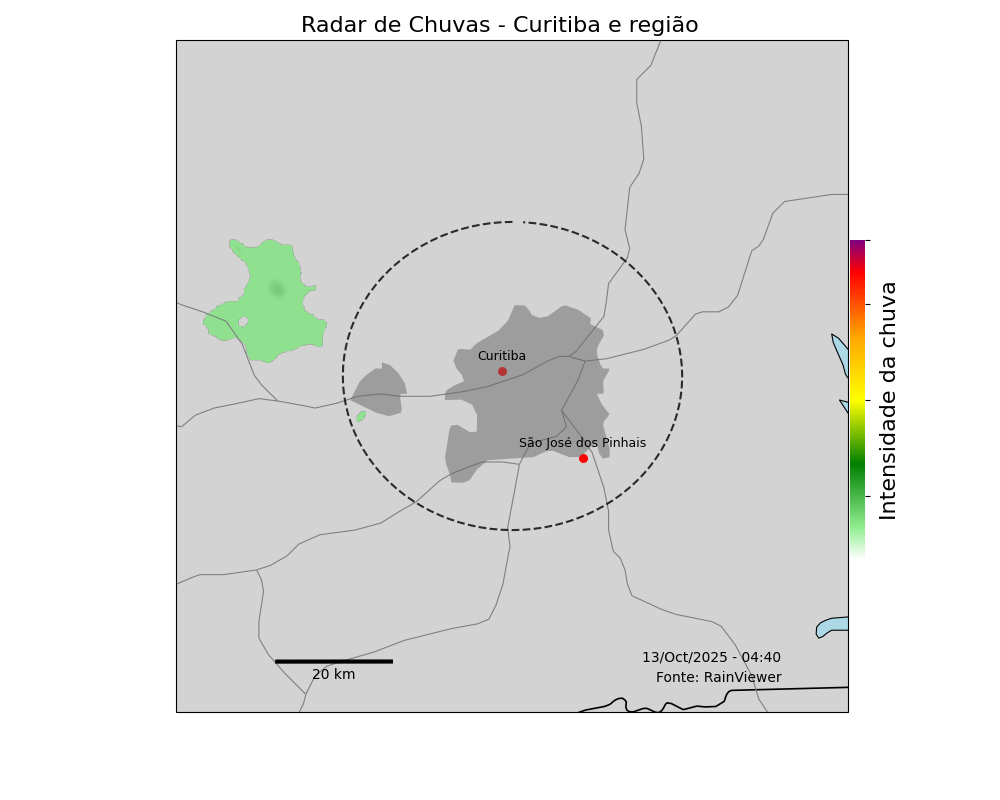 Radar de Chuvas - Curitiba e região
Curitiba
São José dos Pinhais
Intensidade da chuva
13/Oct/2025 - 04:40
Fonte: RainViewer
20 km